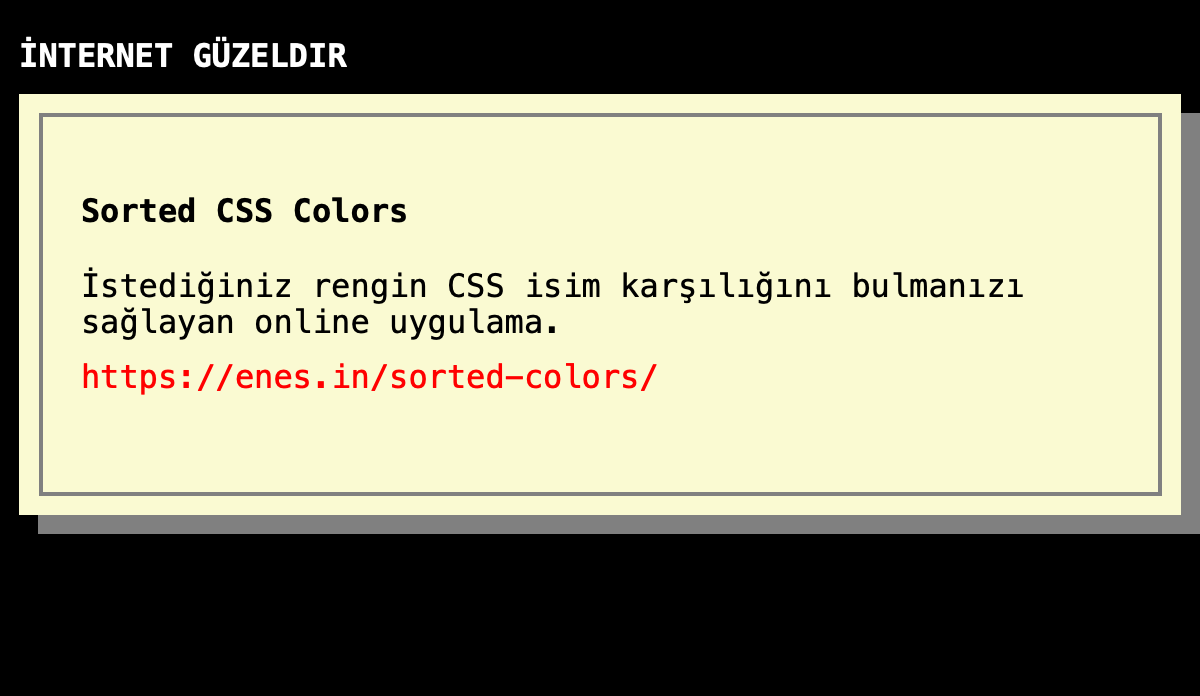 İNTERNET GÜZELDIR
Sorted CSS Colors
İstediğiniz rengin CSS isim karşılığını bulmanızı
sağlayan online uygulama.
https://enes.in/sorted-colors/